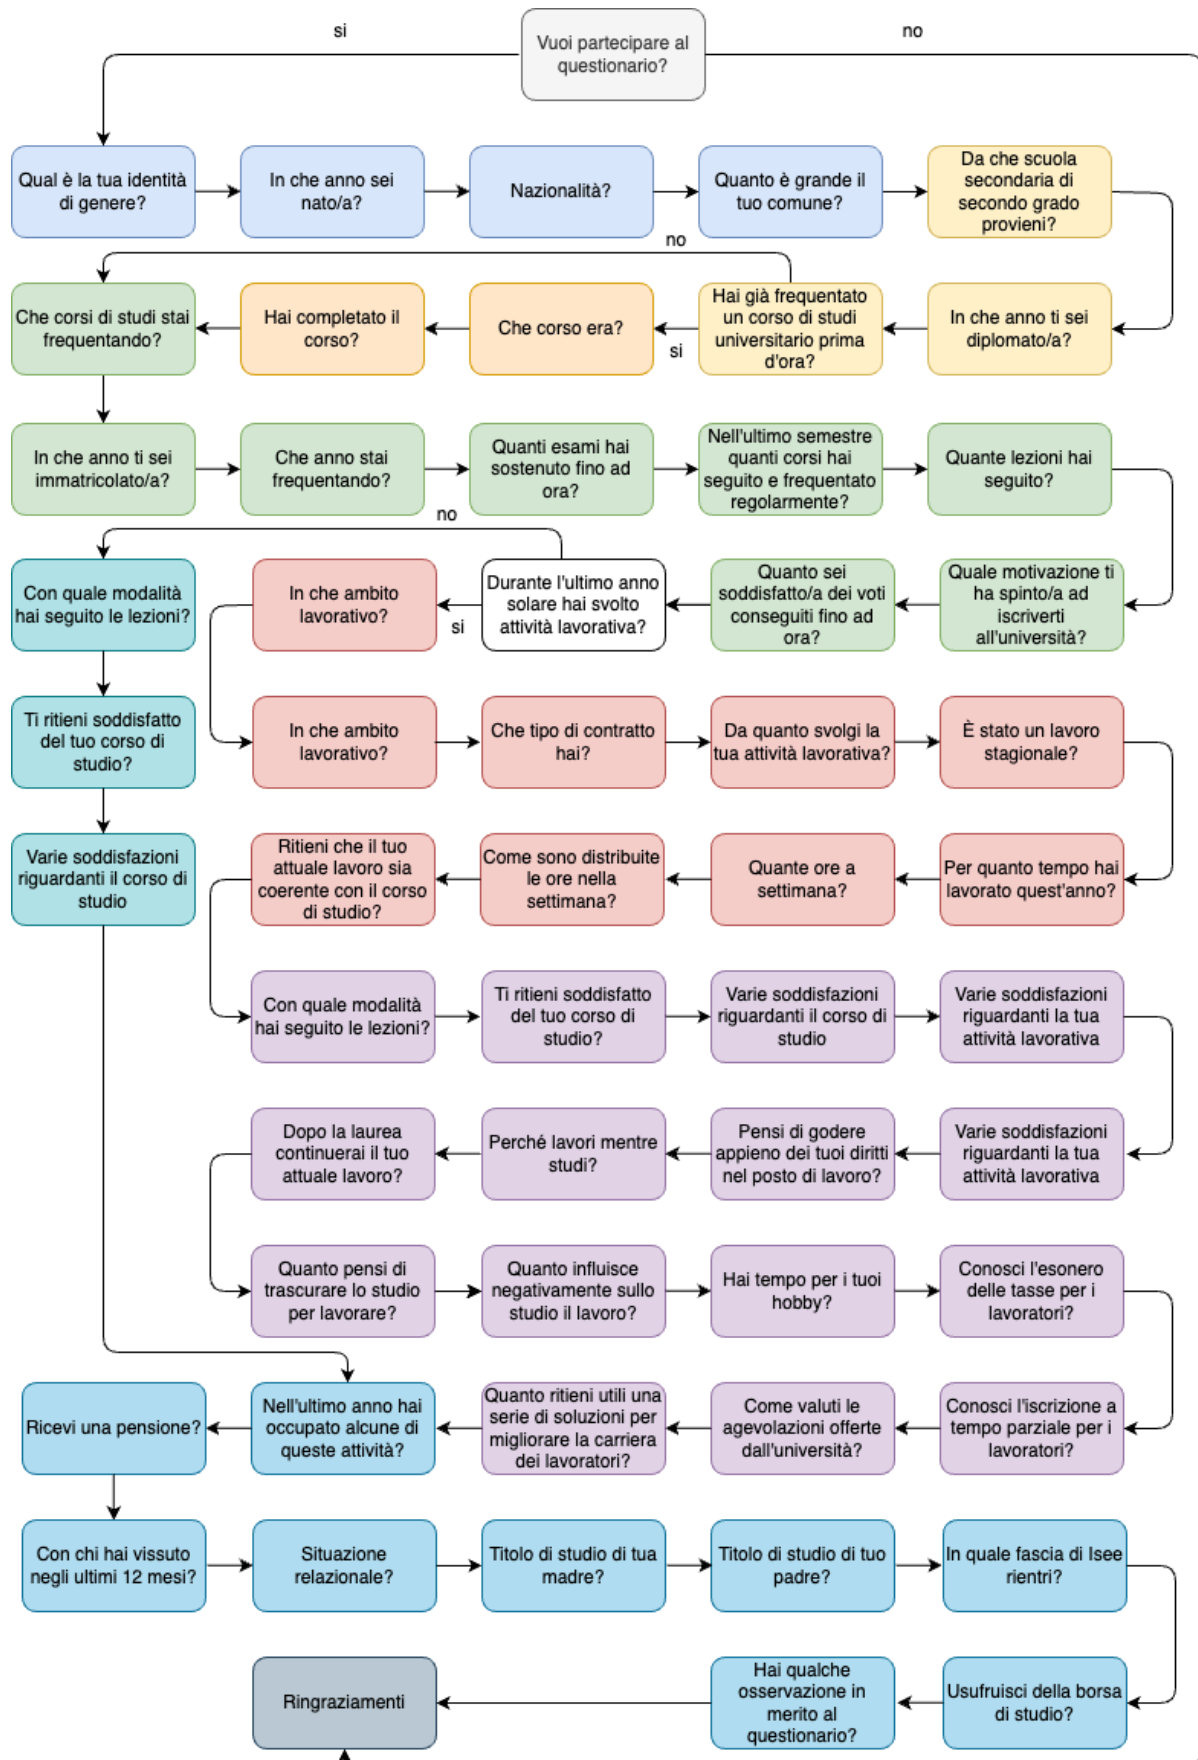 si
Vuoi partecipare al
questionario?
no
Qual è la tua identità
di genere?
In che anno sei
nato/a?
Nazionalità?
Quanto è grande il
tuo comune?
Da che scuola
secondaria di
secondo grado
provieni?
no
Che corsi di studi stai
frequentando?
Hai completato il
corso?
Che corso era?
si
Hai già frequentato
un corso di studi
universitario prima
d'ora?
In che anno ti sei
diplomato/a?
In che anno ti sei
immatricolato/a?
Che anno stai
frequentando?
Quanti esami hai
sostenuto fino ad
ora?
Nell'ultimo semestre
quanti corsi hai
seguito e frequentato
regolarmente?
Quante lezioni hai
seguito?
no
Con quale modalità
hai seguito le lezioni?
In che ambito
lavorativo?
si
Durante l'ultimo anno
solare hai svolto
attività lavorativa?
Quanto sei
soddisfatto/a dei voti
conseguiti fino ad
ora?
Quale motivazione ti
ha spinto/a ad
iscriverti
all'università?
Ti ritieni soddisfatto
del tuo corso di
studio?
In che ambito
lavorativo?
Che tipo di contratto
hai?
Da quanto svolgi la
tua attività lavorativa?
È stato un lavoro
stagionale?
Varie soddisfazioni
riguardanti il corso di
studio
Ritieni che il tuo
attuale lavoro sia
coerente con il corso
di studio?
Come sono distribuite
le ore nella
settimana?
Quante ore a
settimana?
Per quanto tempo hai
lavorato quest'anno?
Con quale modalità
hai seguito le lezioni?
Ti ritieni soddisfatto
del tuo corso di
studio?
Varie soddisfazioni
riguardanti il corso di
studio
Varie soddisfazioni
riguardanti la tua
attività lavorativa
Dopo la laurea
continuerai il tuo
attuale lavoro?
Perché lavori mentre
studi?
Pensi di godere
appieno dei tuoi diritti
nel posto di lavoro?
Varie soddisfazioni
riguardanti la tua
attività lavorativa
Quanto pensi di
trascurare lo studio
per lavorare?
Quanto influisce
negativamente sullo
studio il lavoro?
Hai tempo per i tuoi
hobby?
Conosci l'esonero
delle tasse per i
lavoratori?
Ricevi una pensione?
Nell'ultimo anno hai
occupato alcune di
queste attività?
Quanto ritieni utili una
serie di soluzioni per
migliorare la carriera
dei lavoratori?
Come valuti le
agevolazioni offerte
dall'università?
Conosci l'iscrizione a
tempo parziale per i
lavoratori?
Con chi hai vissuto
negli ultimi 12 mesi?
Situazione
relazionale?
Titolo di studio di tua
madre?
Titolo di studio di tuo
padre?
In quale fascia di Isee
rientri?
Ringraziamenti
Hai qualche
osservazione in
merito al
questionario?
Usufruisci della borsa
di studio?